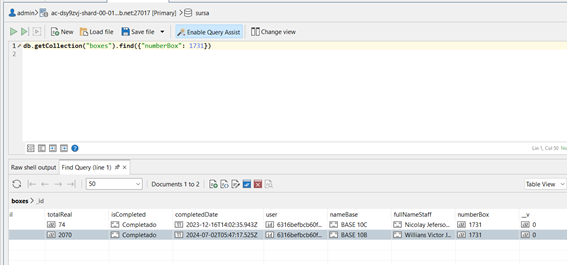 admin ac-dsy9zvj-shard-00-01...b.net:27017 [Primary] sursa
New Load file Save file Enable Query Assist Change view
1 db.getCollection("boxes").find({"numberBox": 1731})
2
Ln 1, Col 50
Raw shell output Find Query (line 1)
50 Documents 1 to 2 Table View
boxes _id
totalReal isCompleted completedDate user nameBase fullNameStaff numberBox __v
74 Completado 2023-12-16T14:02:35.943Z 6316befbcb60f... BASE 10C Nicolay Jeferso... 1731 0
2070 Completado 2024-07-02T05:47:17.525Z 6316befbcb60f... BASE 10B Willians Victor J... 1731 0